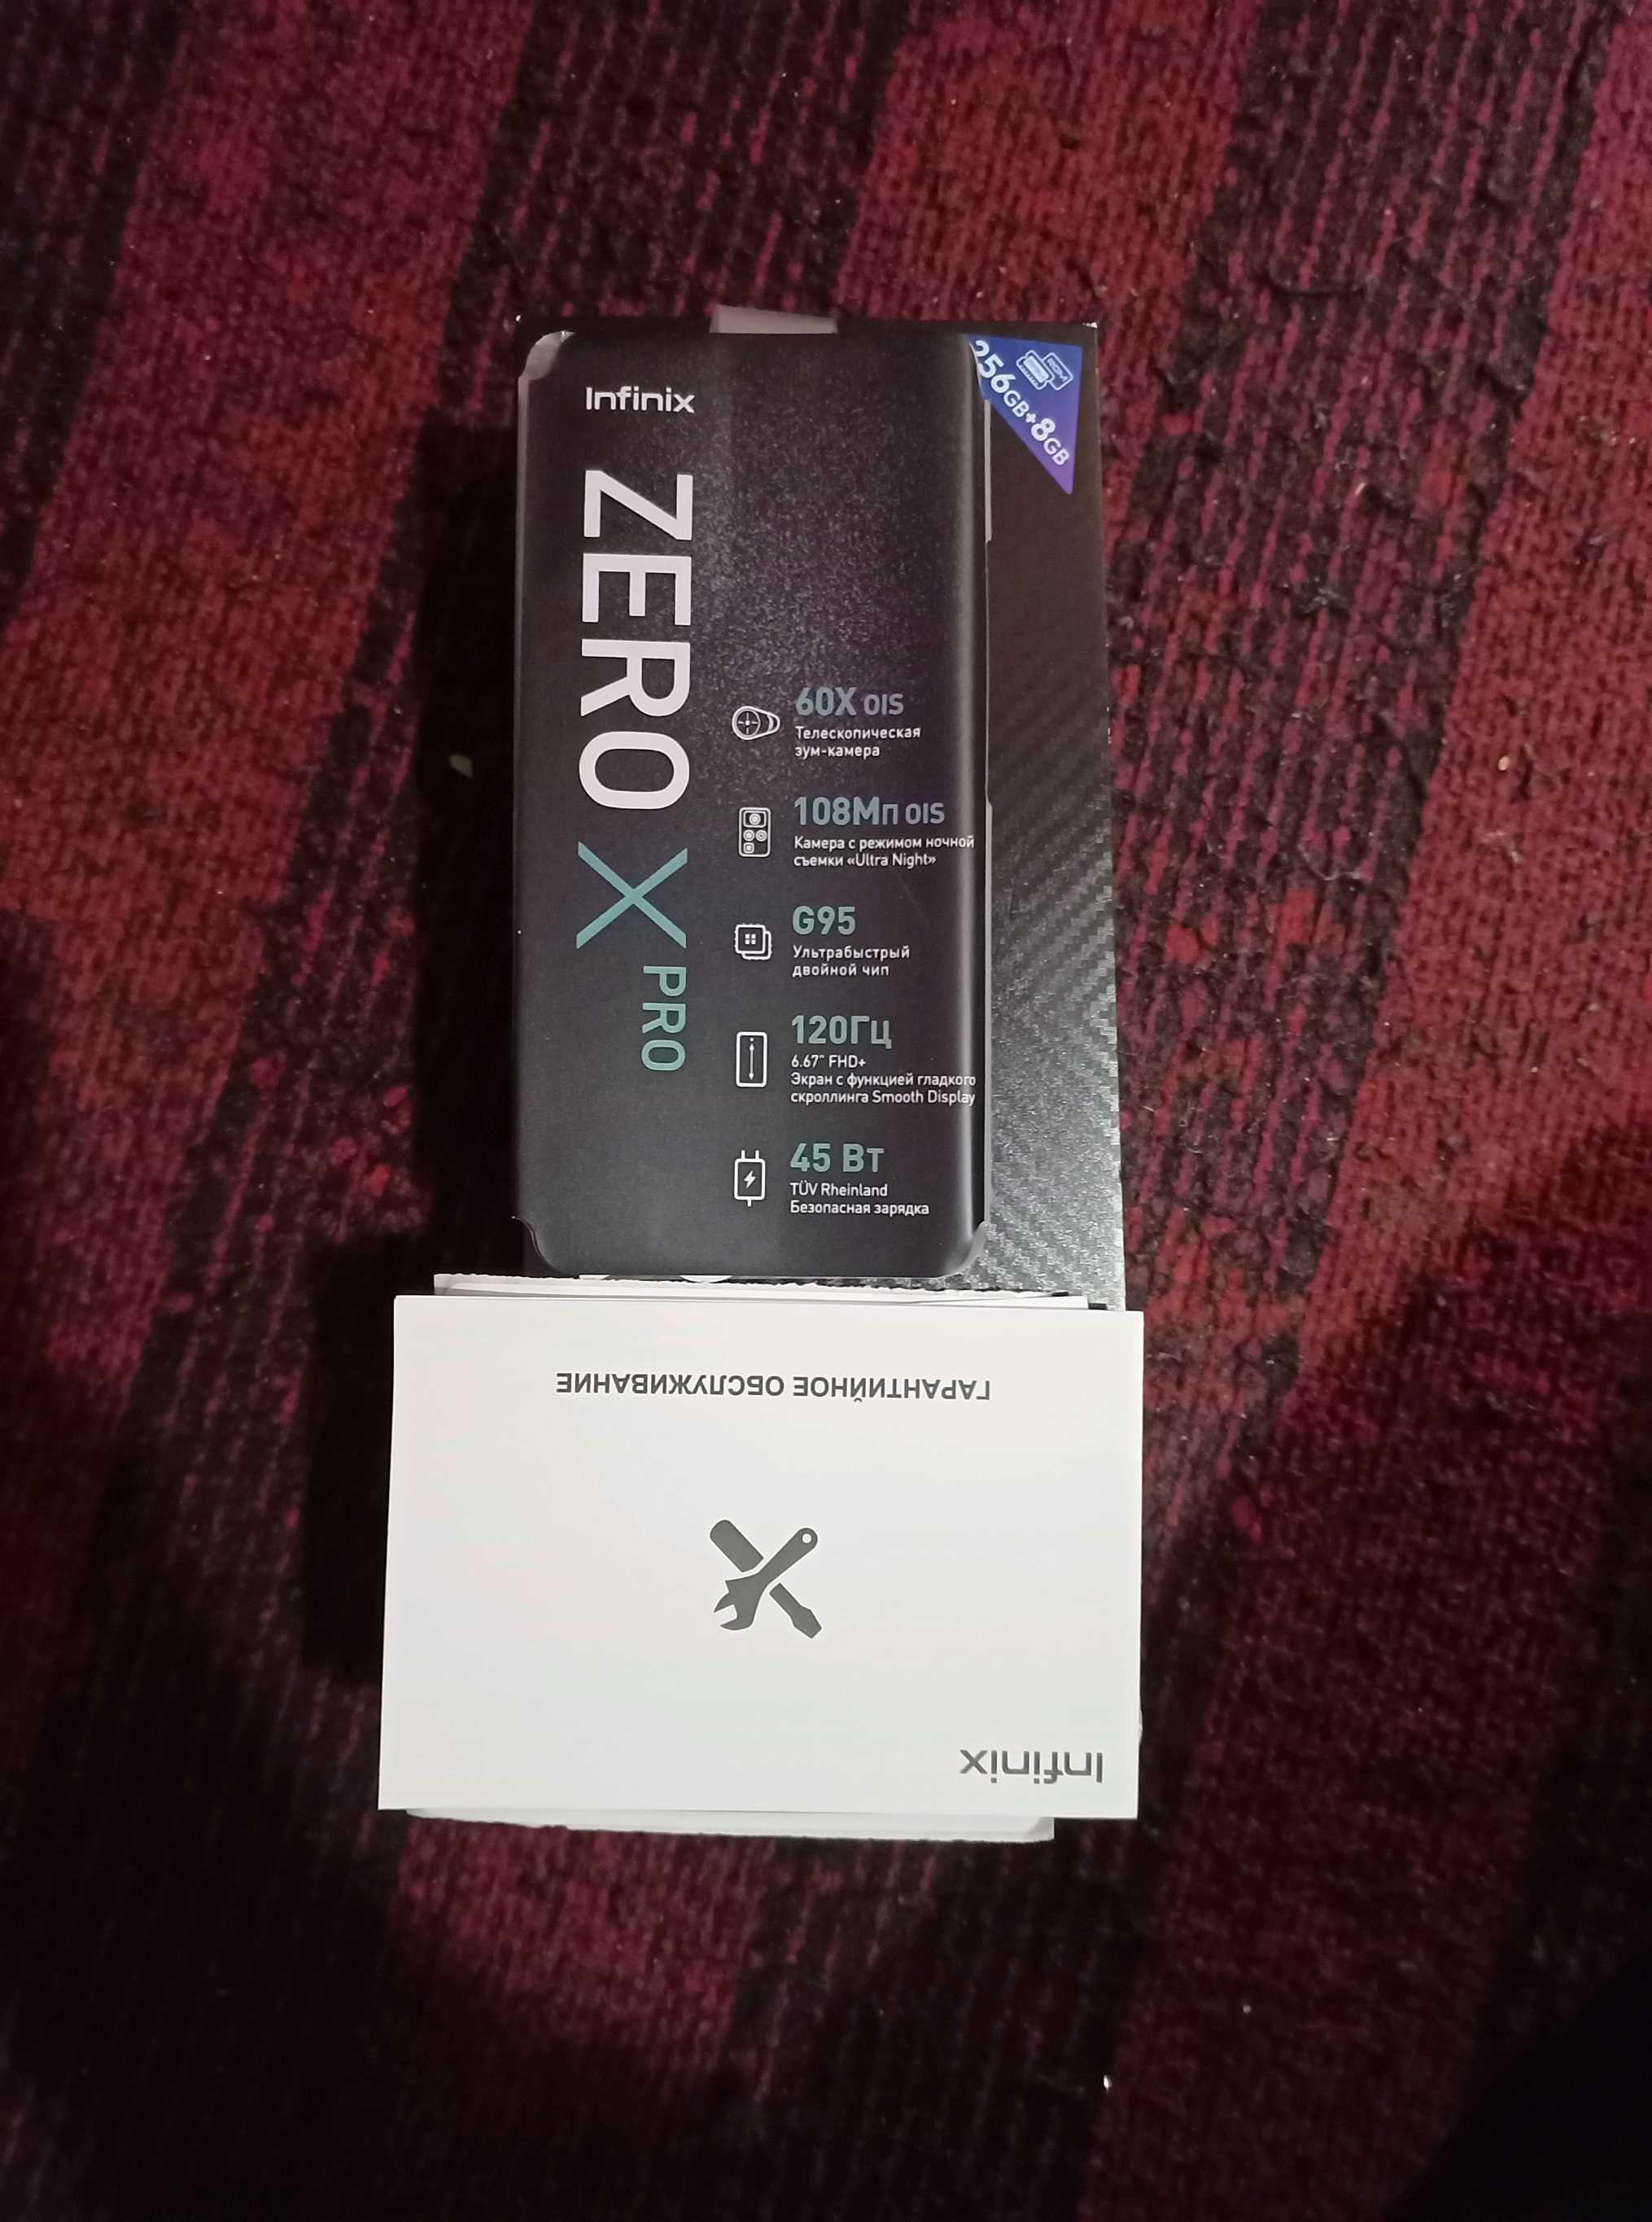 Infinix
256GB+8GB
ZERO X PRO
60X OIS
Телескопическая
зум-камера
108Мп OIS
Камера с режимом ночной
съемки «Ultra Night»
G95
Ультрабыстрый
двойной чип
120Гц
6.67" FHD+
Экран с функцией гладкого
скроллинга Smooth Display
45 Вт
TÜV Rheinland
Безопасная зарядка
ГАРАНТИЙНОЕ ОБСЛУЖИВАНИЕ
Infinix